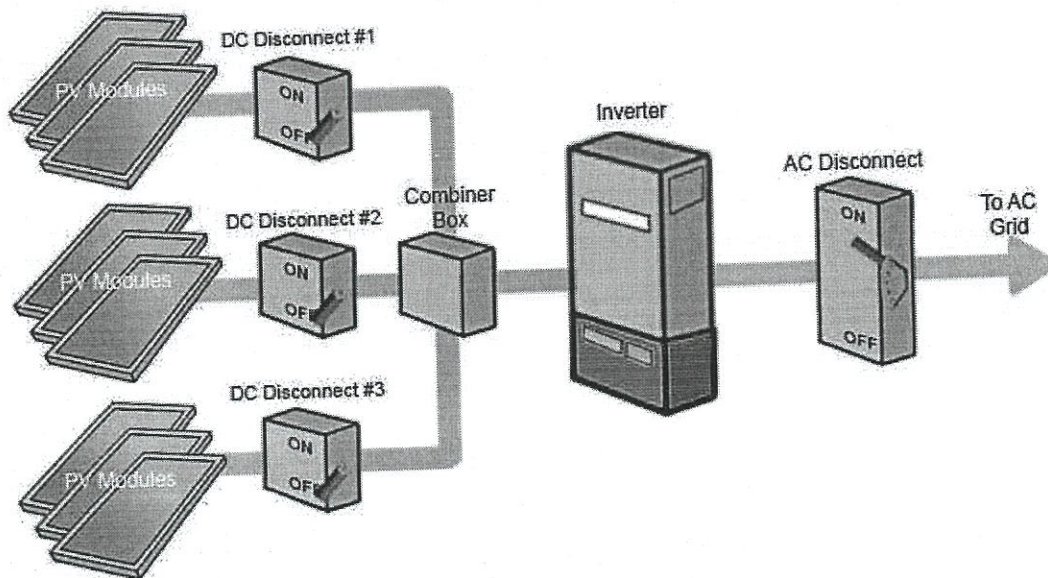 DC Disconnect #1
PV Modules
ON
OFF
Inverter
AC Disconnect
Combiner
Box
DC Disconnect #2
To AC
Grid
PV Modules
ON
OFF
ON
OFF
DC Disconnect #3
PV Modules
ON
OFF